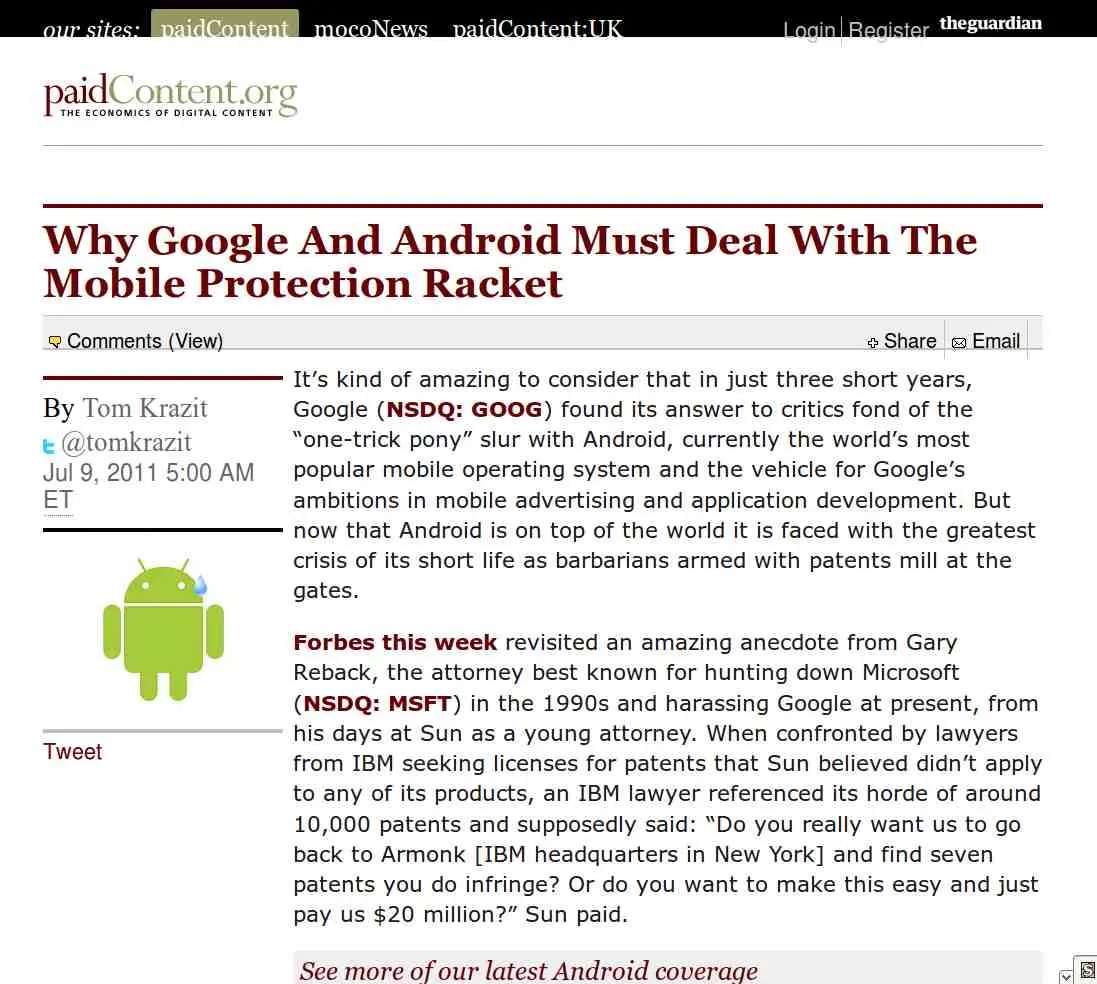 our sites: paidContent mocoNews paidContent:UK Login Register theguardian
paidContent.org
THE ECONOMICS OF DIGITAL CONTENT
Why Google And Android Must Deal With The
Mobile Protection Racket
Comments (View) Share Email
By Tom Krazit
@tomkrazit
Jul 9, 2011 5:00 AM
ET
Tweet
It’s kind of amazing to consider that in just three short years,
Google (NSDQ: GOOG) found its answer to critics fond of the
“one-trick pony” slur with Android, currently the world’s most
popular mobile operating system and the vehicle for Google’s
ambitions in mobile advertising and application development. But
now that Android is on top of the world it is faced with the greatest
crisis of its short life as barbarians armed with patents mill at the
gates.
Forbes this week revisited an amazing anecdote from Gary
Reback, the attorney best known for hunting down Microsoft
(NSDQ: MSFT) in the 1990s and harassing Google at present, from
his days at Sun as a young attorney. When confronted by lawyers
from IBM seeking licenses for patents that Sun believed didn’t apply
to any of its products, an IBM lawyer referenced its horde of around
10,000 patents and supposedly said: “Do you really want us to go
back to Armonk [IBM headquarters in New York] and find seven
patents you do infringe? Or do you want to make this easy and just
pay us $20 million?” Sun paid.
See more of our latest Android coverage
S